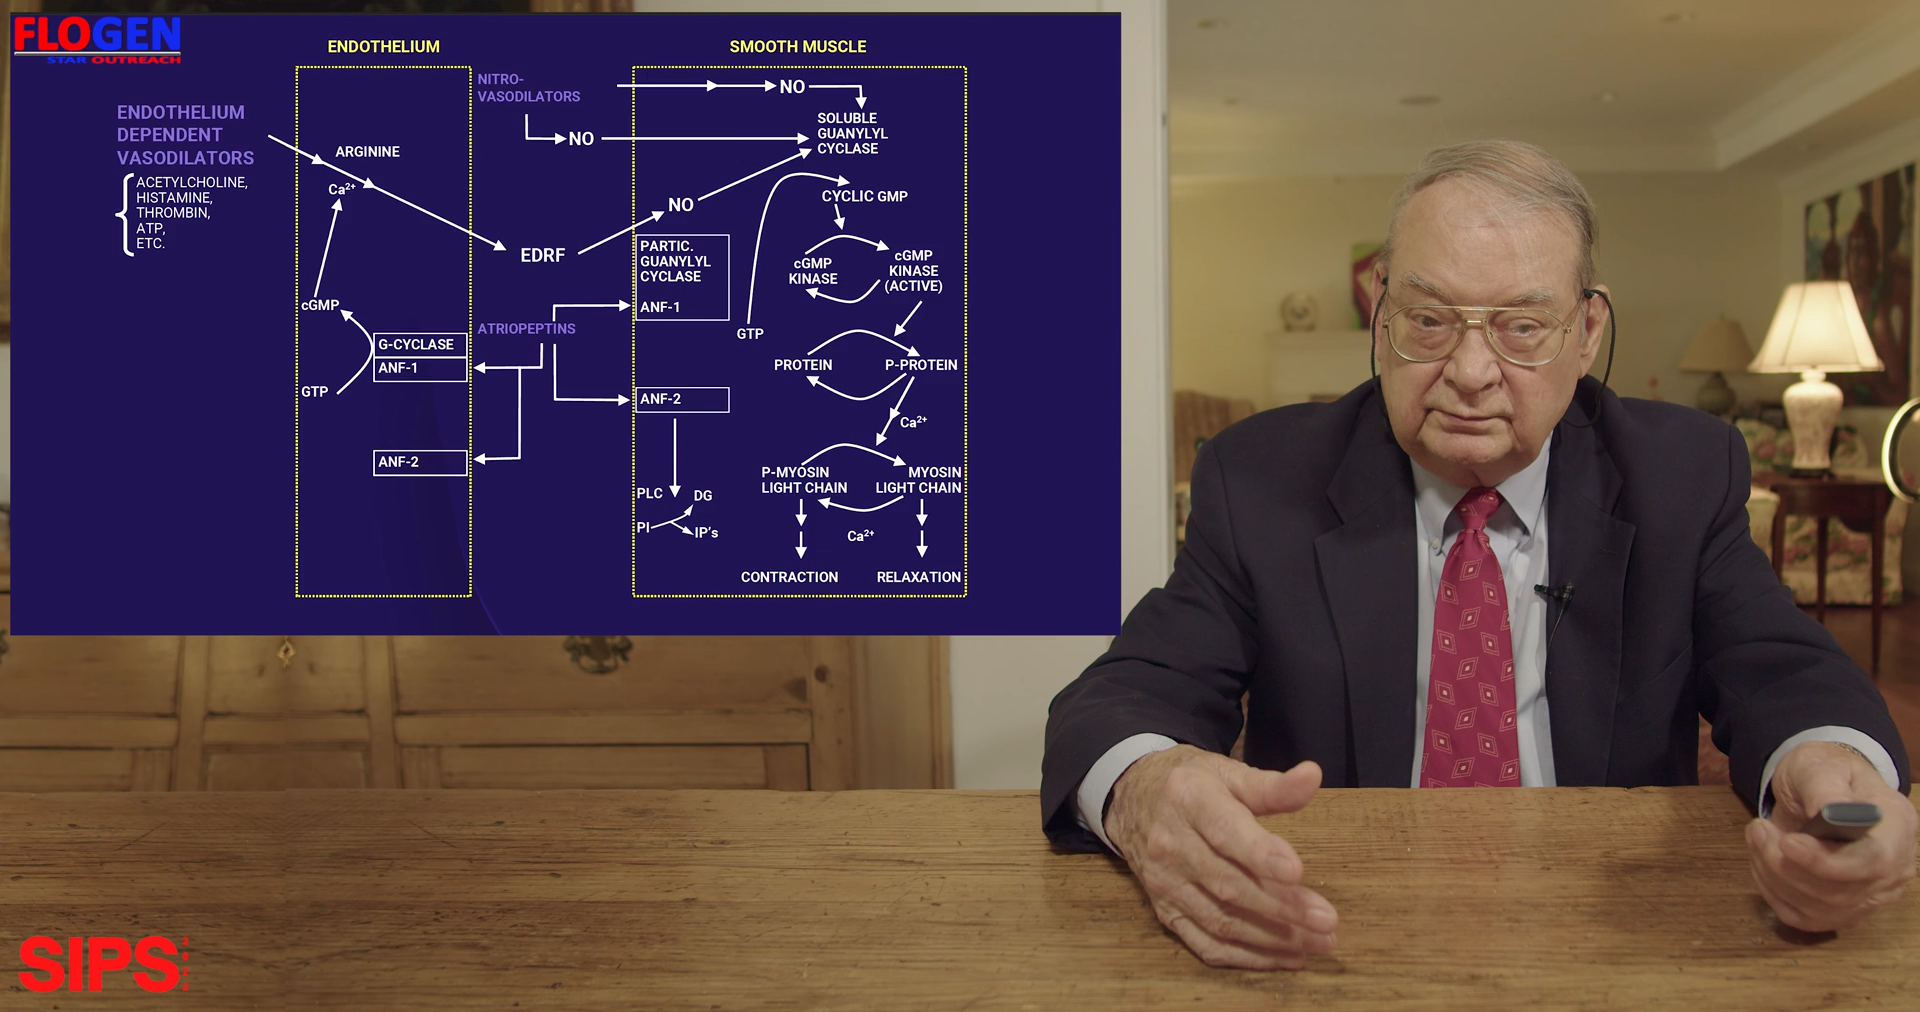 FLOGEN
STAR OUTREACH
ENDOTHELIUM
SMOOTH MUSCLE
NITRO-
VASODILATORS
NO
ENDOTHELIUM
DEPENDENT
VASODILATORS
ACETYLCHOLINE,
HISTAMINE,
THROMBIN,
ATP,
ETC.
ARGININE
Ca²⁺
NO
SOLUBLE
GUANYLYL
CYCLASE
NO
EDRF
CYCLIC GMP
PARTIC.
GUANYLYL
CYCLASE
ANF-1
cGMP
KINASE
cGMP
KINASE
(ACTIVE)
cGMP
ATRIOPEPTINS
GTP
G-CYCLASE
ANF-1
GTP
PROTEIN
P-PROTEIN
ANF-2
Ca²⁺
ANF-2
P-MYOSIN
LIGHT CHAIN
MYOSIN
LIGHT CHAIN
PLC
DG
PI
IP's
Ca²⁺
CONTRACTION
RELAXATION
SIPS